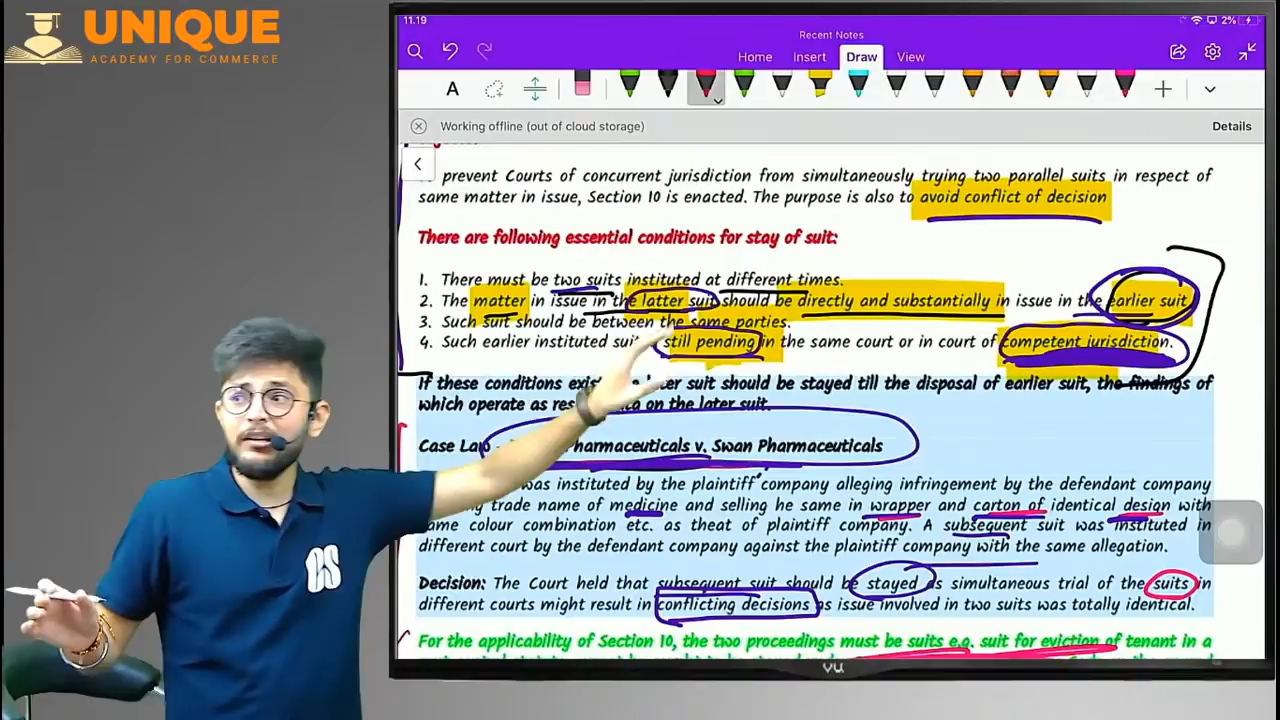 UNIQUE
ACADEMY FOR COMMERCE
11.19
2%
Recent Notes
Home Insert Draw View
A
Working offline (out of cloud storage)
Details
prevent Courts of concurrent jurisdiction from simultaneously trying two parallel suits in respect of
same matter in issue, Section 10 is enacted. The purpose is also to avoid conflict of decision
There are following essential conditions for stay of suit:
1. There must be two suits instituted at different times.
2. The matter in issue in the latter suit should be directly and substantially in issue in the earlier suit
3. Such suit should be between the same parties.
4. Such earlier instituted suit still pending in the same court or in court of competent jurisdiction.
If these conditions exist later suit should be stayed till the disposal of earlier suit, the findings of
which operate as on the later suit.
Case Law harmaceuticals v. Swan Pharmaceuticals
was instituted by the plaintiff company alleging infringement by the defendant company
trade name of medicine and selling he same in wrapper and carton of identical design with
ame colour combination etc. as theat of plaintiff company. A subsequent suit was instituted in
different court by the defendant company against the plaintiff company with the same allegation.
Decision: The Court held that subsequent suit should be stayed as simultaneous trial of the suits in
different courts might result in conflicting decisions as issue involved in two suits was totally identical.
For the applicability of Section 10, the two proceedings must be suits e.g. suit for eviction of tenant in a
CS
vu